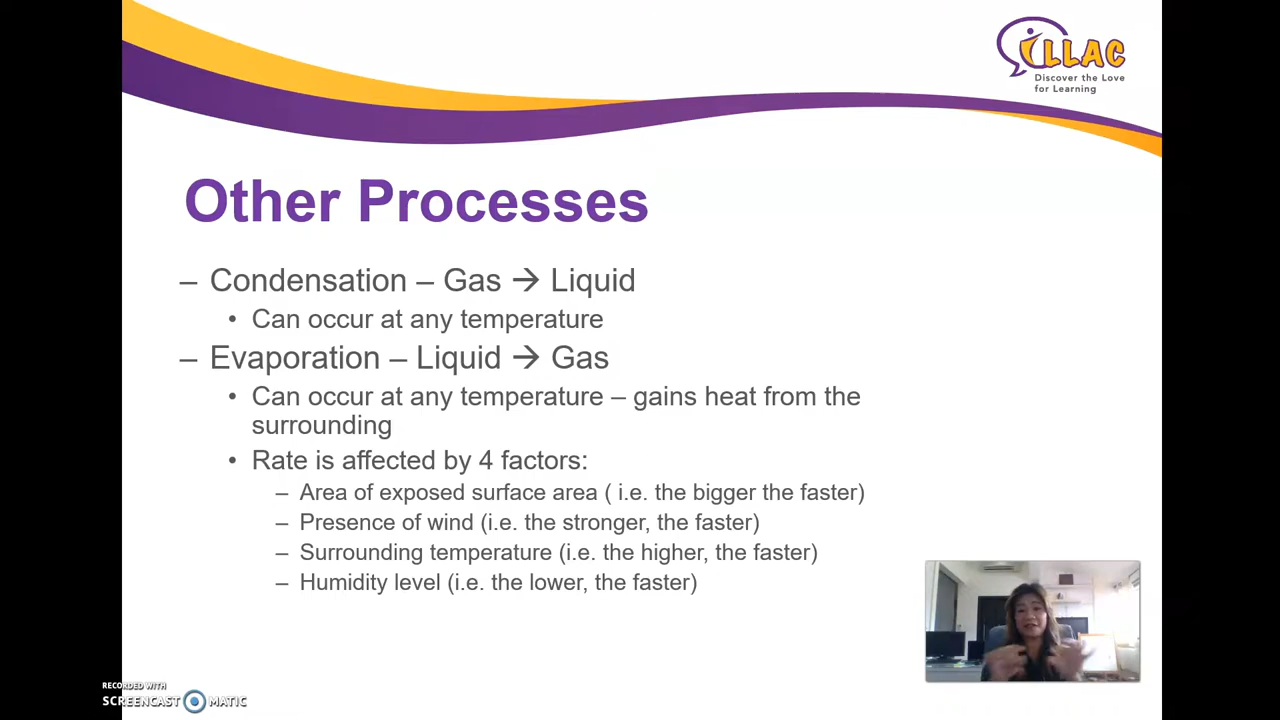 iLLAC
Discover the Love
for Learning
Other Processes
– Condensation – Gas → Liquid
• Can occur at any temperature
– Evaporation – Liquid → Gas
• Can occur at any temperature – gains heat from the
surrounding
• Rate is affected by 4 factors:
– Area of exposed surface area ( i.e. the bigger the faster)
– Presence of wind (i.e. the stronger, the faster)
– Surrounding temperature (i.e. the higher, the faster)
– Humidity level (i.e. the lower, the faster)
RECORDED WITH
SCREENCAST MATIC